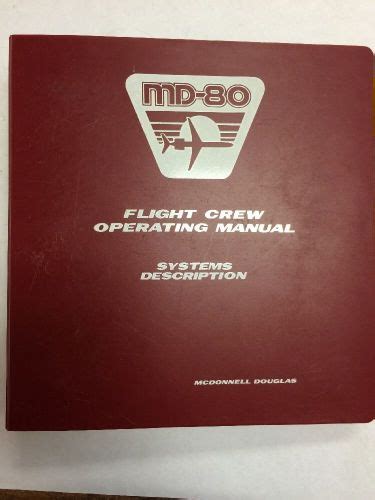 MD-80
FLIGHT CREW
OPERATING MANUAL
SYSTEMS
DESCRIPTION
MCDONNELL DOUGLAS